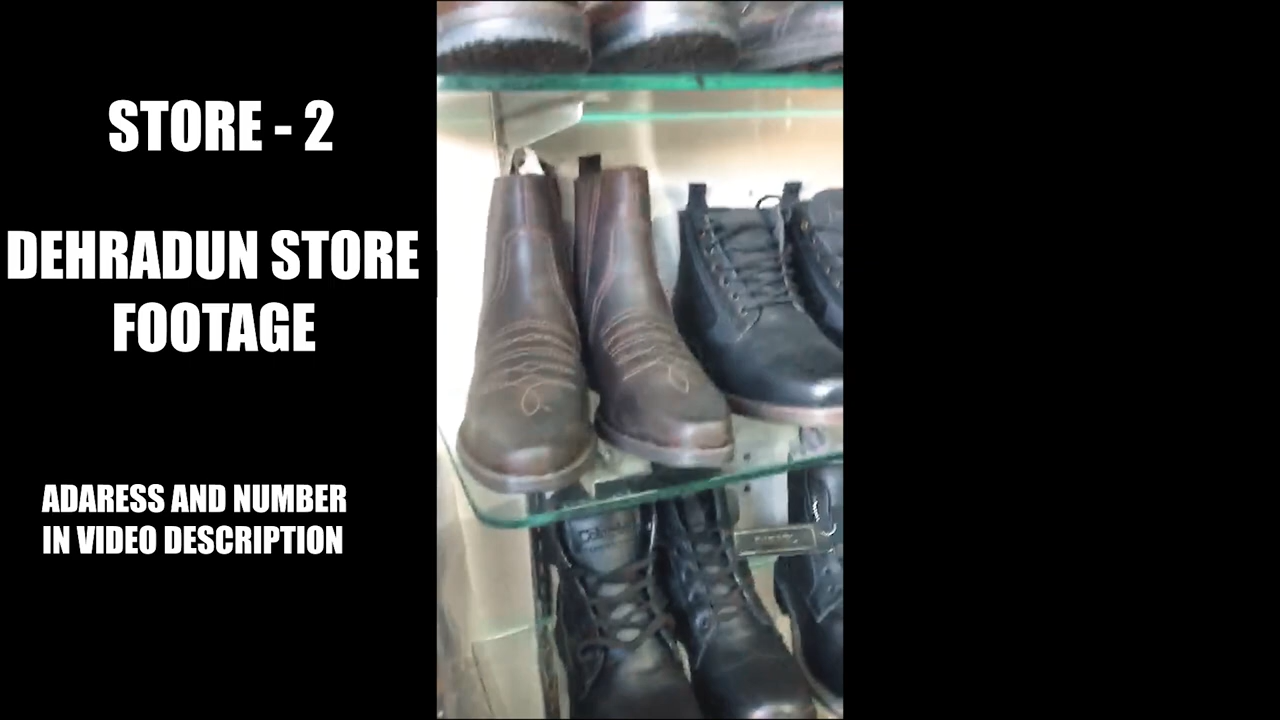 STORE - 2
DEHRADUN STORE
FOOTAGE
ADARESS AND NUMBER
IN VIDEO DESCRIPTION